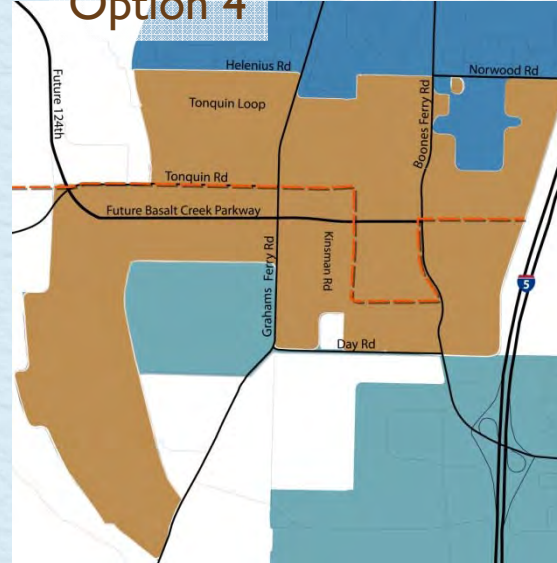 Option 4
Helenius Rd
Norwood Rd
Future 124th
Tonquin Loop
Boones Ferry Rd
Tonquin Rd
Future Basalt Creek Parkway
Grahams Ferry Rd
Kinsman Rd
5
Day Rd